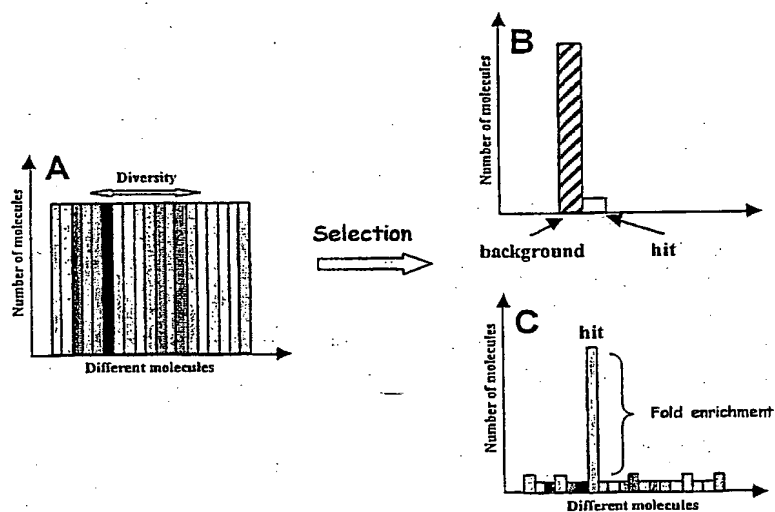 A
Diversity
Number of molecules
Different molecules
Selection
B
Number of molecules
background
hit
C
hit
Number of molecules
Fold enrichment
Different molecules